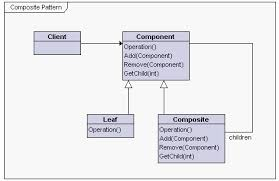 Composite Pattern
Client
Component
Operation()
Add(Component)
Remove(Component)
GetChild(int)
Leaf
Operation()
Composite
Operation()
Add(Component)
Remove(Component)
GetChild(int)
children